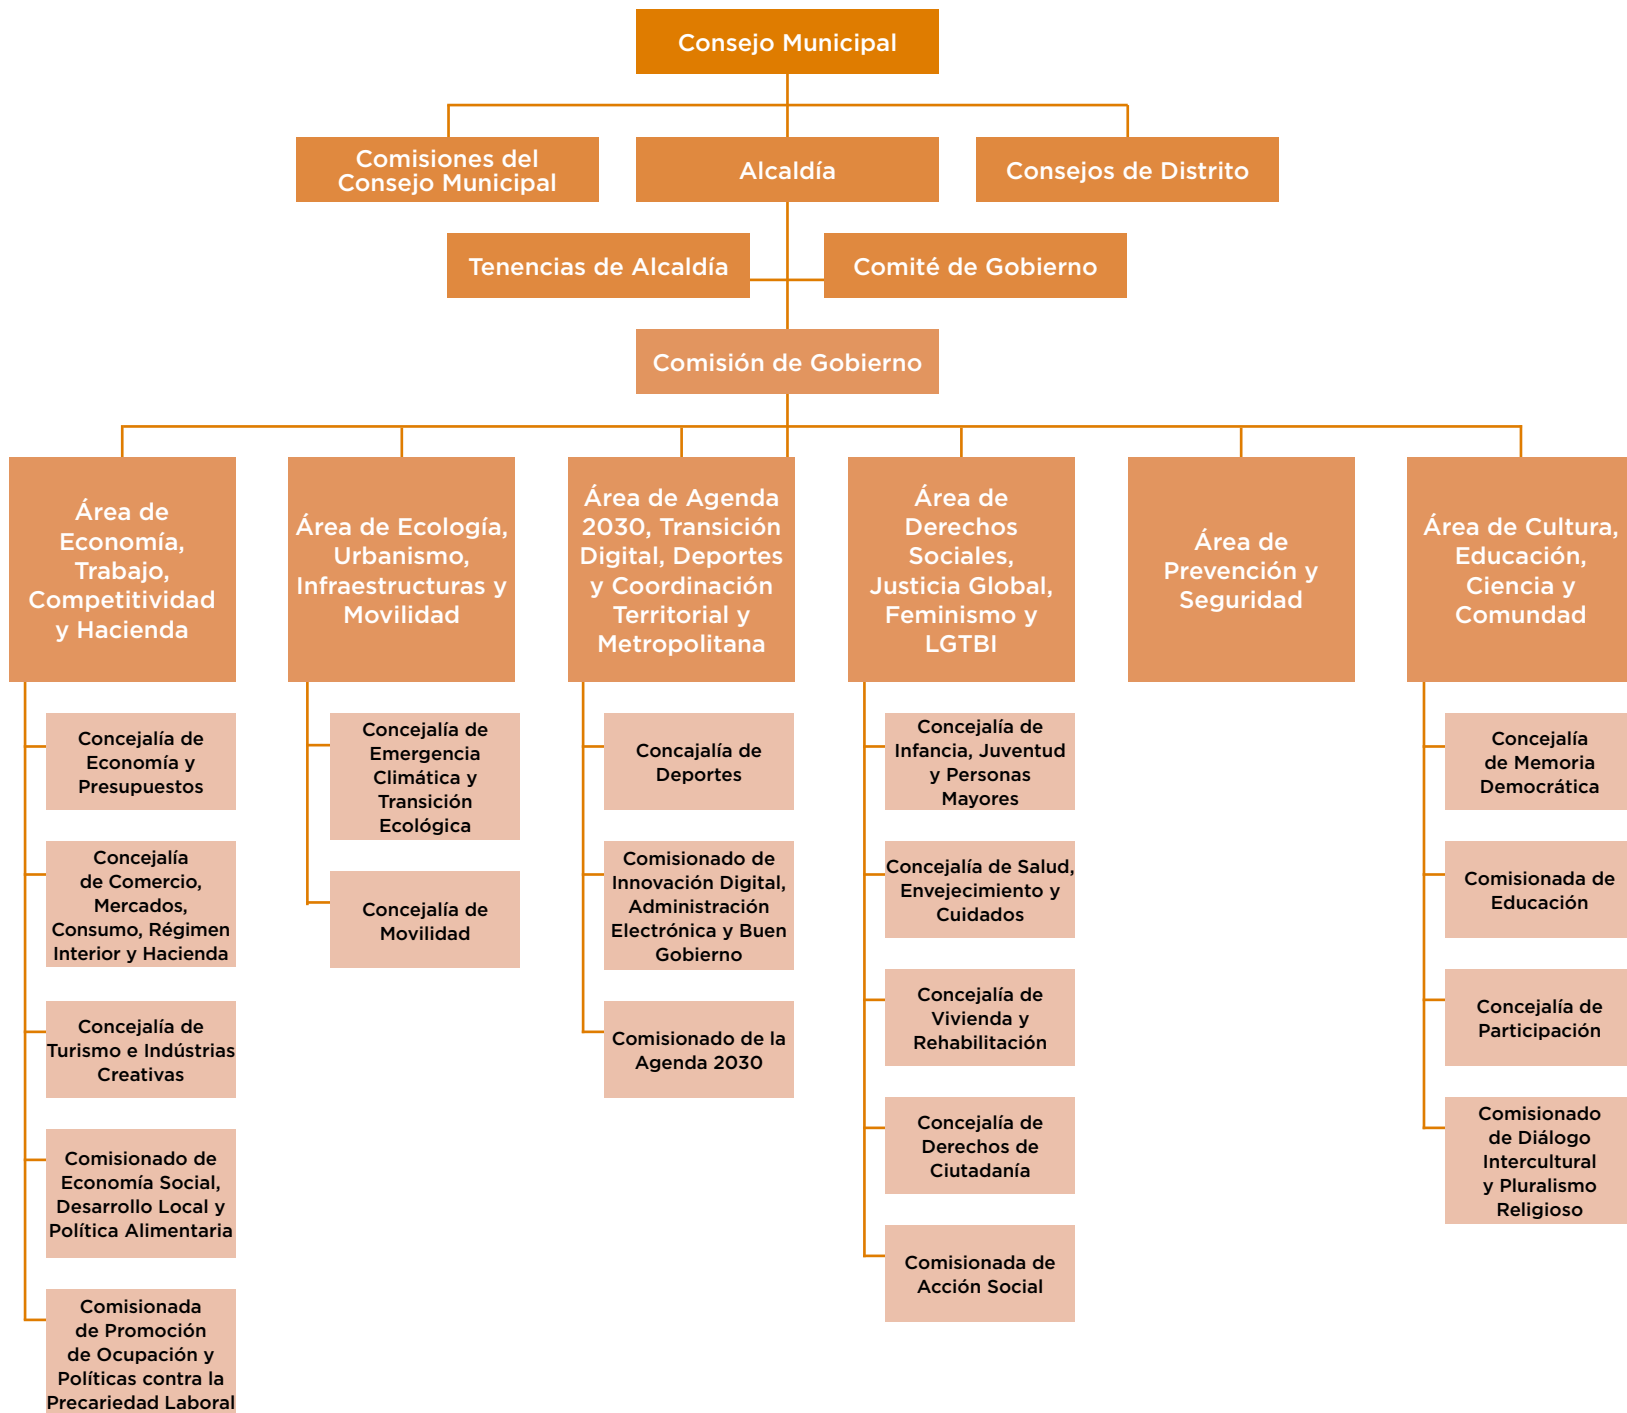 Consejo Municipal
Comisiones del
Consejo Municipal
Alcaldía
Consejos de Distrito
Tenencias de Alcaldía
Comité de Gobierno
Comisión de Gobierno
Área de
Economía,
Trabajo,
Competitividad
y Hacienda
Área de Ecología,
Urbanismo,
Infraestructuras y
Movilidad
Área de Agenda
2030, Transición
Digital, Deportes
y Coordinación
Territorial y
Metropolitana
Área de
Derechos
Sociales,
Justicia Global,
Feminismo y
LGTBI
Área de
Prevención y
Seguridad
Área de Cultura,
Educación,
Ciencia y
Comundad
Concejalía de
Economía y
Presupuestos
Concejalía
de Comercio,
Mercados,
Consumo, Régimen
Interior y Hacienda
Concejalía de
Turismo e Indústrias
Creativas
Comisionado de
Economía Social,
Desarrollo Local y
Política Alimentaria
Comisionada
de Promoción
de Ocupación y
Políticas contra la
Precariedad Laboral
Concejalía de
Emergencia
Climática y
Transición
Ecológica
Concejalía de
Movilidad
Concajalía de
Deportes
Comisionado de
Innovación Digital,
Administración
Electrónica y Buen
Gobierno
Comisionado de la
Agenda 2030
Concejalía de
Infancia, Juventud
y Personas
Mayores
Concejalía de Salud,
Envejecimiento y
Cuidados
Concejalía de
Vivienda y
Rehabilitación
Concejalía de
Derechos de
Ciutadanía
Comisionada de
Acción Social
Concejalía
de Memoria
Democrática
Comisionada de
Educación
Concejalía de
Participación
Comisionado
de Diálogo
Intercultural
y Pluralismo
Religioso